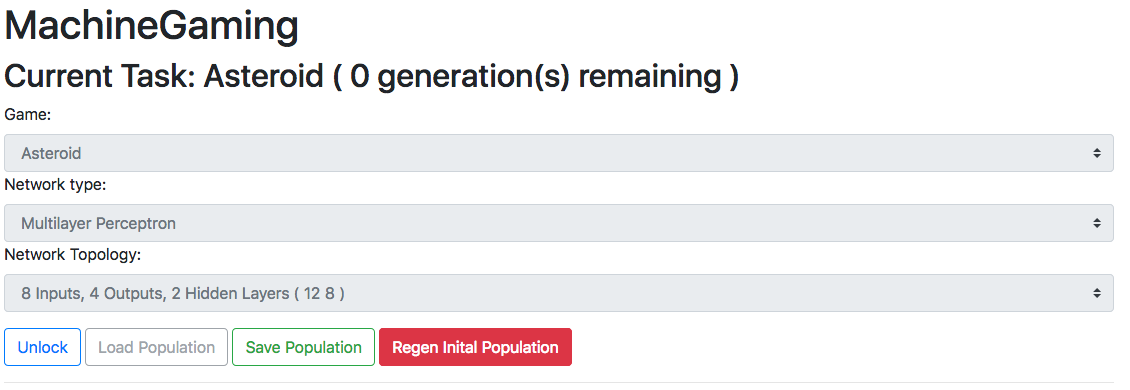 MachineGaming
Current Task: Asteroid ( 0 generation(s) remaining )
Game:
Asteroid
Network type:
Multilayer Perceptron
Network Topology:
8 Inputs, 4 Outputs, 2 Hidden Layers ( 12 8 )
Unlock Load Population Save Population Regen Inital Population